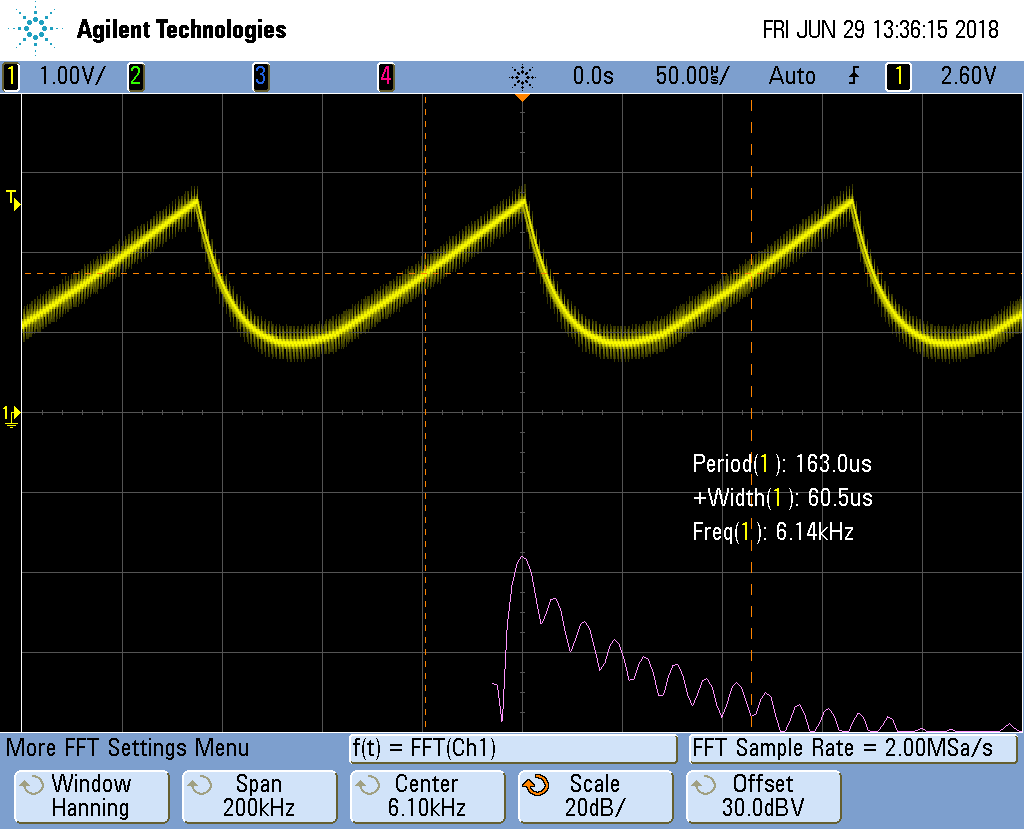 Agilent Technologies FRI JUN 29 13:36:15 2018
1 1.00V/ 2 3 4 0.0s 50.00us/ Auto 1 2.60V
T
1
Period(1): 163.0us
+Width(1): 60.5us
Freq(1): 6.14kHz
More FFT Settings Menu f(t) = FFT(Ch1) FFT Sample Rate = 2.00MSa/s
Window Span Center Scale Offset
Hanning 200kHz 6.10kHz 20dB/ 30.0dBV